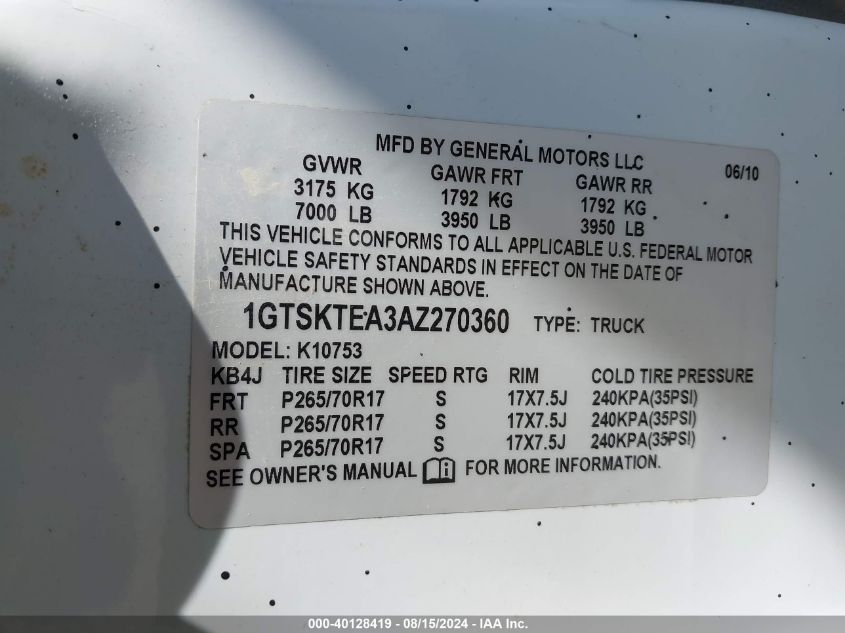 MFD BY GENERAL MOTORS LLC 06/10
GVWR GAWR FRT GAWR RR
3175 KG 1792 KG 1792 KG
7000 LB 3950 LB 3950 LB
THIS VEHICLE CONFORMS TO ALL APPLICABLE U.S. FEDERAL MOTOR
VEHICLE SAFETY STANDARDS IN EFFECT ON THE DATE OF
MANUFACTURE SHOWN ABOVE.
1GTSKTEA3AZ270360 TYPE: TRUCK
MODEL: K10753
KB4J TIRE SIZE SPEED RTG RIM COLD TIRE PRESSURE
FRT P265/70R17 S 17X7.5J 240KPA(35PSI)
RR P265/70R17 S 17X7.5J 240KPA(35PSI)
SPA P265/70R17 S 17X7.5J 240KPA(35PSI)
SEE OWNER'S MANUAL FOR MORE INFORMATION.
000-40128419 - 08/15/2024 - IAA Inc.